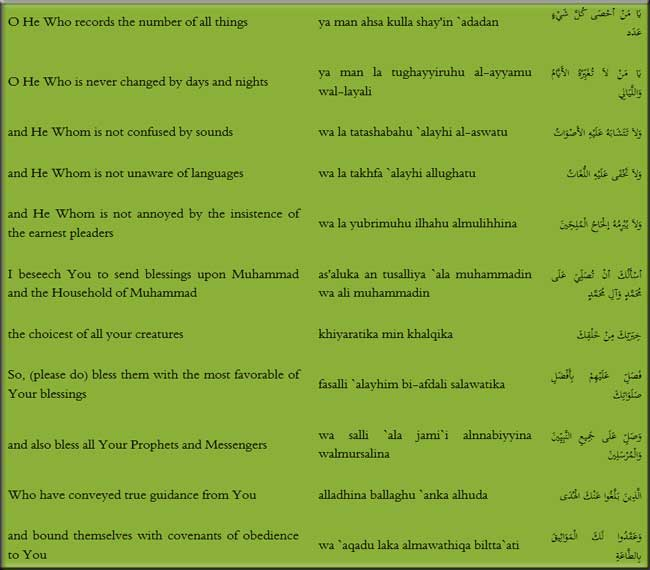 O He Who records the number of all things
ya man ahsa kulla shay'in `adadan
يَا مَنْ اَحْصَى كُلَّ شَيْءٍ
عَدَد
O He Who is never changed by days and nights
ya man la tughayyiruhu al-ayyamu
wal-layali
يَا مَنْ لاَ تُغَيِّرُهُ الأَيَّامُ
وَاللَّيَالِي
and He Whom is not confused by sounds
wa la tatashabahu `alayhi al-aswatu
وَلاَ تَتَشَابَهُ عَلَيْهِ الأَصْوَاتُ
and He Whom is not unaware of languages
wa la takhfa `alayhi allughatu
وَلاَ تَخْفَى عَلَيْهِ اللُّغَاتُ
and He Whom is not annoyed by the insistence of
the earnest pleaders
wa la yubrimuhu ilhahu almulihhina
وَلاَ يُبْرِمُهُ اِلْحَاحُ الْمُلِحِّينَ
I beseech You to send blessings upon Muhammad
and the Household of Muhammad
as'aluka an tusalliya `ala muhammadin
wa ali muhammadin
اَسْأَلُكَ اَنْ تُصَلِّيَ عَلَى
مُحَمَّدٍ وَآلِ مُحَمَّدٍ
the choicest of all your creatures
khiyaratika min khalqika
خِيَرَتِكَ مِنْ خَلْقِكَ
So, (please do) bless them with the most favorable of
Your blessings
fasalli `alayhim bi-afdali salawatika
فَصَلِّ عَلَيْهِمْ بِأَفْضَلِ
صَلَوَاتِكَ
and also bless all Your Prophets and Messengers
wa salli `ala jami`i alnnabiyyina
walmursalina
وَصَلِّ عَلَى جَمِيعِ النَّبِيِّينَ
وَالْمُرْسَلِينَ
Who have conveyed true guidance from You
alladhina ballaghu `anka alhuda
الَّذِينَ بَلَّغُوا عَنْكَ الْهُدَى
and bound themselves with covenants of obedience
to You
wa `aqadu laka almawathiqa biltta`ati
وَعَقَدُوا لَكَ الْمَوَاثِيقَ
بِالطَّاعَةِ